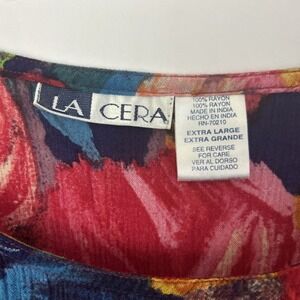 LA CERA
100% RAYON
100% RAYON
MADE IN INDIA
HECHO EN INDIA
RN-70210
EXTRA LARGE
EXTRA GRANDE
SEE REVERSE
FOR CARE
VER AL DORSO
PARA CUIDADO